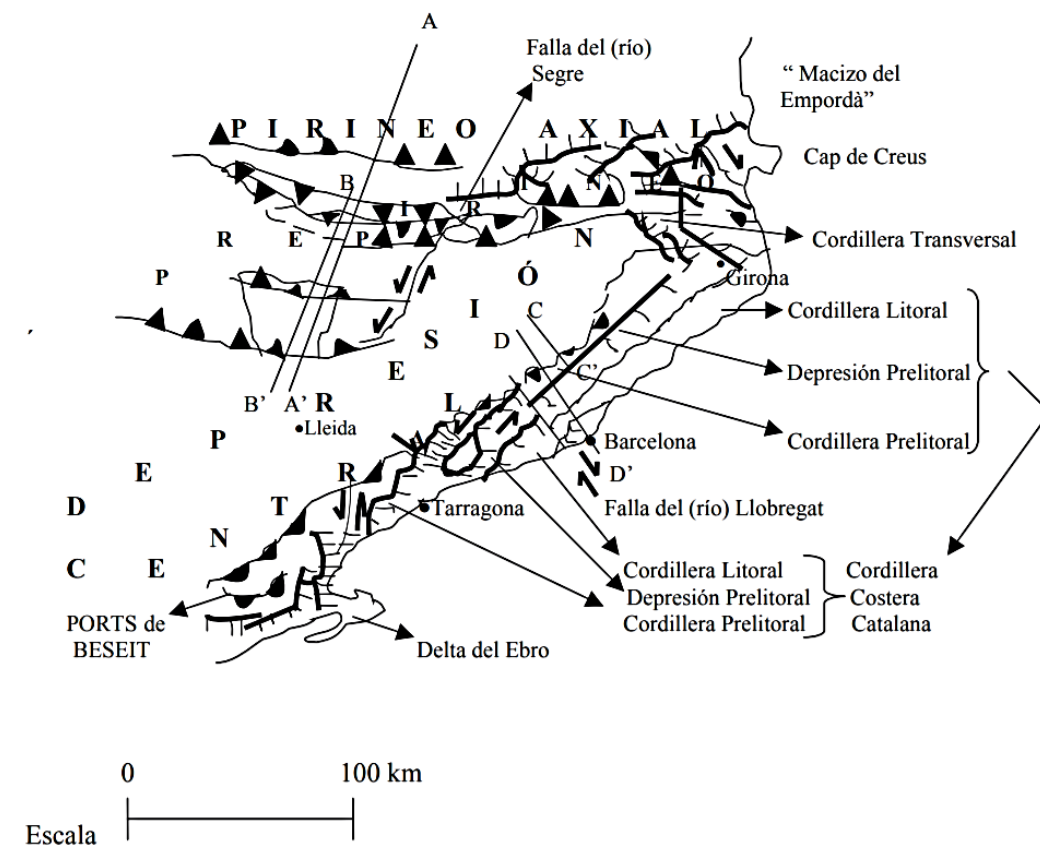 A
Falla del (río)
Segre
“ Macizo del
Empordà”
P I R I N E O A X I A L
Cap de Creus
B
P R E P I R I N E O
Cordillera Transversal
Girona
Cordillera Litoral
C
D
Depresión Prelitoral
C’
B’ A’
Lleida
Cordillera Prelitoral
Barcelona
D’
D E P R E S I Ó N
Tarragona
Falla del (río) Llobregat
C E N T R A L
Cordillera Litoral
Depresión Prelitoral
Cordillera Prelitoral
Cordillera
Costera
Catalana
PORTS de
BESEIT
Delta del Ebro
0 100 km
Escala